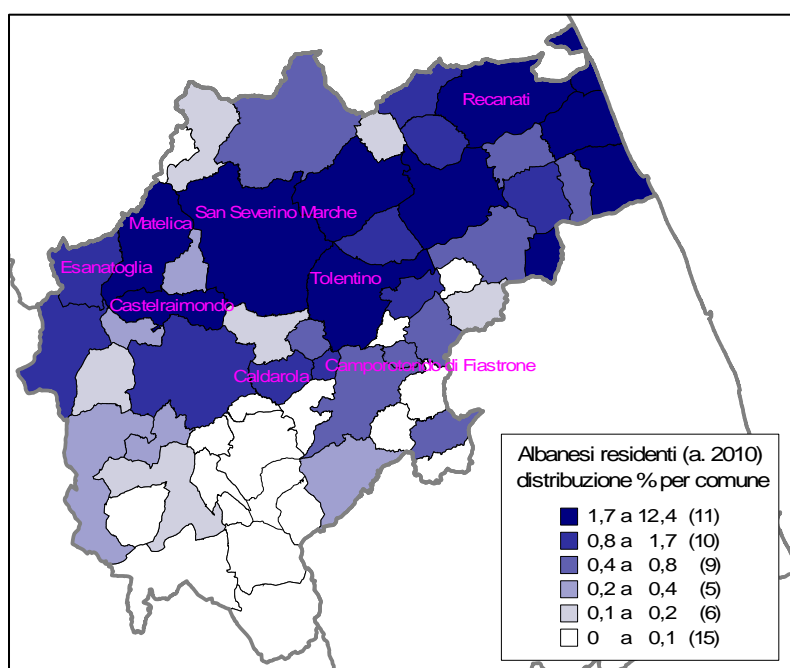 Recanati
San Severino Marche
Matelica
Esanatoglia
Tolentino
Castelraimondo
Camporotondo di Fiastrone
Caldarola
Albanesi residenti (a. 2010)
distribuzione % per comune
1,7 a 12,4 (11)
0,8 a 1,7 (10)
0,4 a 0,8 (9)
0,2 a 0,4 (5)
0,1 a 0,2 (6)
0 a 0,1 (15)